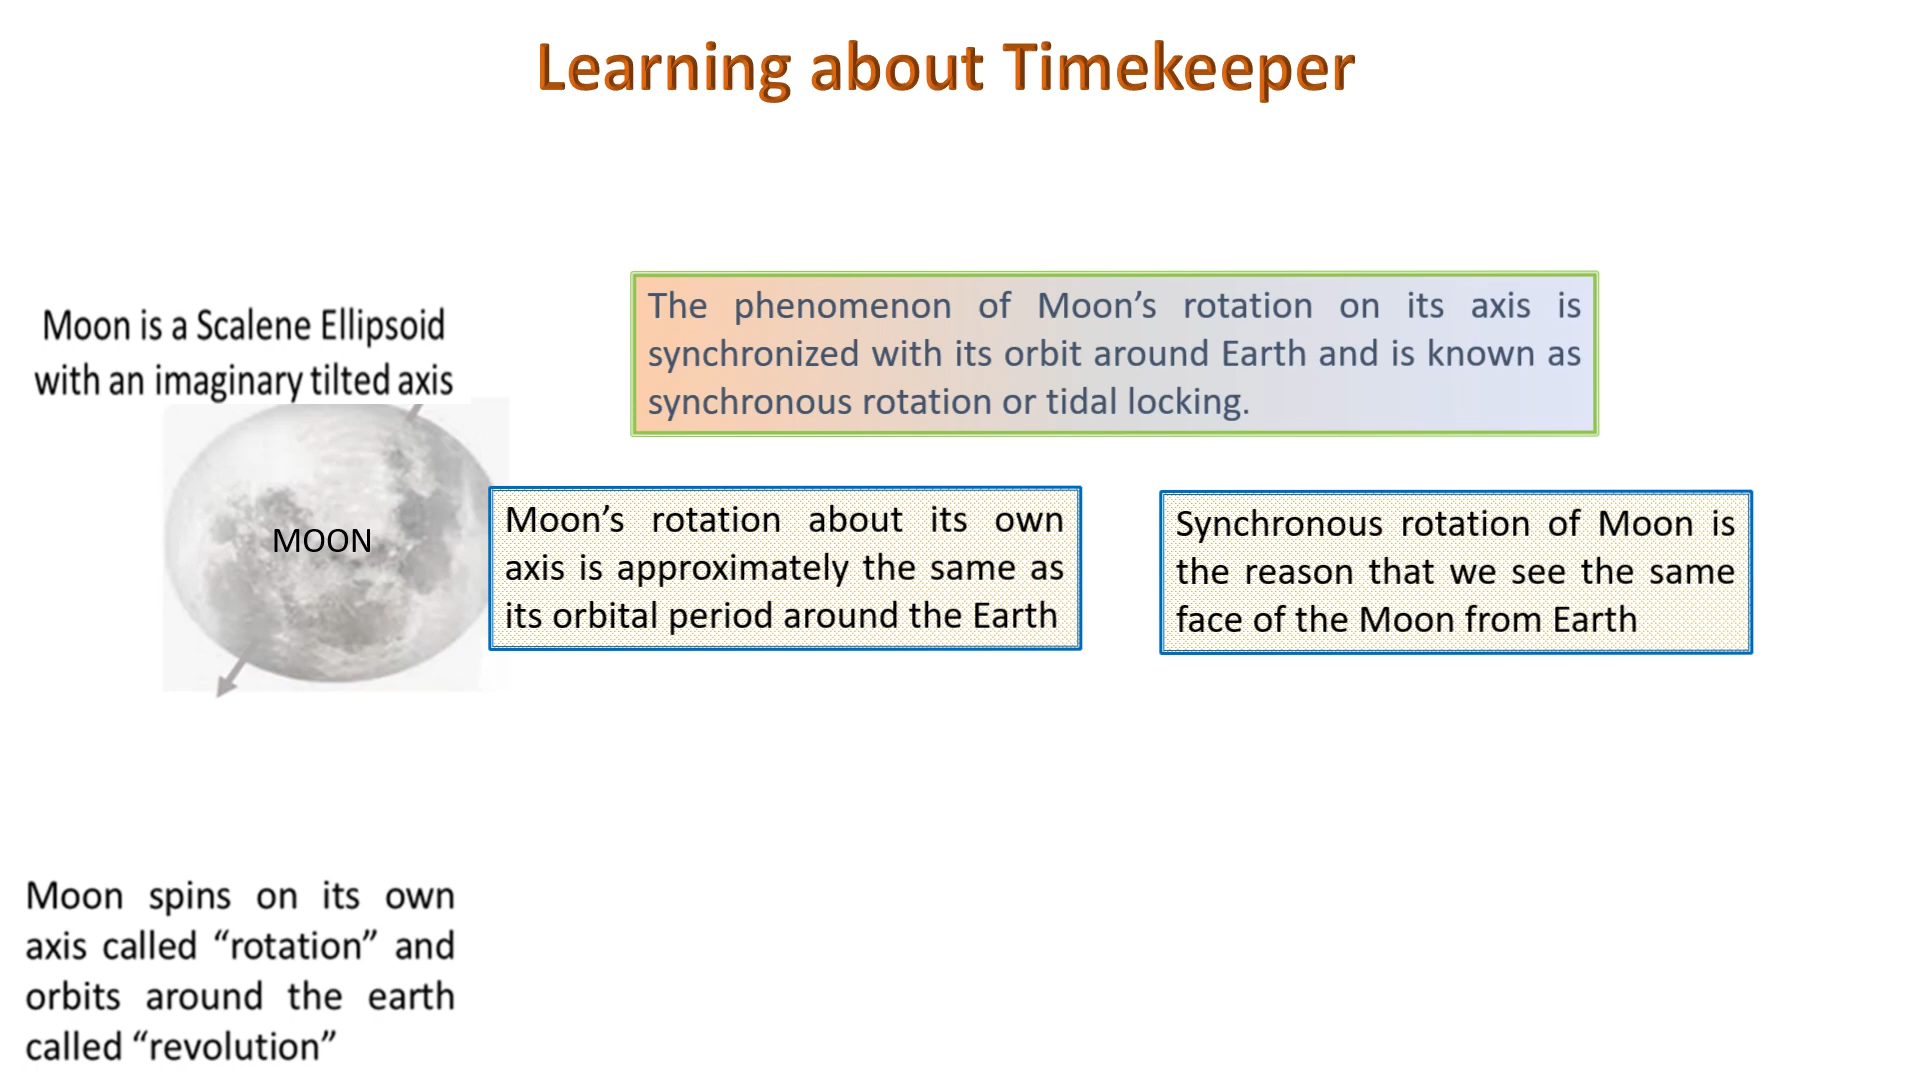 Learning about Timekeeper
Moon is a Scalene Ellipsoid
with an imaginary tilted axis
MOON
The phenomenon of Moon’s rotation on its axis is
synchronized with its orbit around Earth and is known as
synchronous rotation or tidal locking.
Moon’s rotation about its own
axis is approximately the same as
its orbital period around the Earth
Synchronous rotation of Moon is
the reason that we see the same
face of the Moon from Earth
Moon spins on its own
axis called “rotation” and
orbits around the earth
called “revolution”